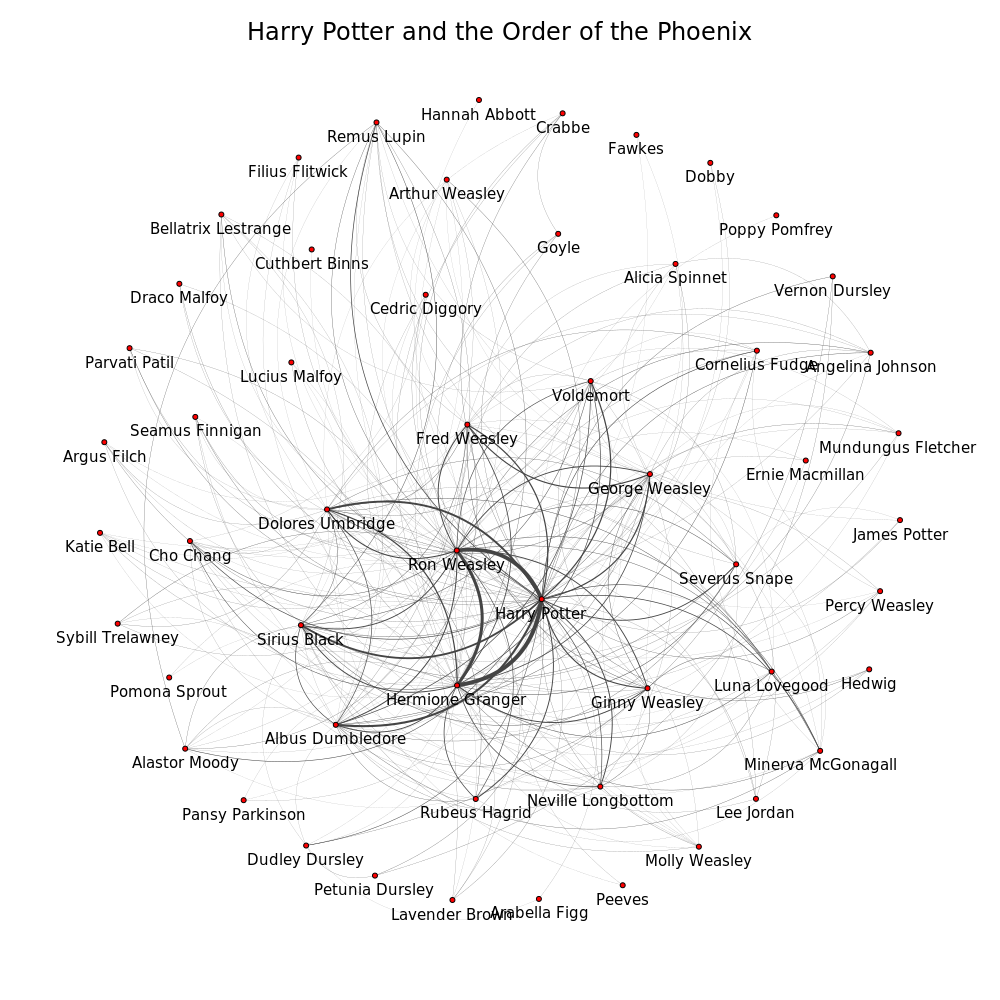 Harry Potter and the Order of the Phoenix
Hannah Abbott
Crabbe
Remus Lupin
Fawkes
Filius Flitwick
Dobby
Arthur Weasley
Bellatrix Lestrange
Poppy Pomfrey
Goyle
Cuthbert Binns
Alicia Spinnet
Draco Malfoy
Vernon Dursley
Cedric Diggory
Parvati Patil
Cornelius Fudge
Angelina Johnson
Lucius Malfoy
Voldemort
Seamus Finnigan
Fred Weasley
Mundungus Fletcher
Argus Filch
Ernie Macmillan
George Weasley
Dolores Umbridge
James Potter
Katie Bell
Cho Chang
Ron Weasley
Severus Snape
Percy Weasley
Harry Potter
Sybill Trelawney
Sirius Black
Luna Lovegood
Hedwig
Pomona Sprout
Hermione Granger
Ginny Weasley
Albus Dumbledore
Alastor Moody
Minerva McGonagall
Neville Longbottom
Pansy Parkinson
Rubeus Hagrid
Lee Jordan
Dudley Dursley
Molly Weasley
Petunia Dursley
Peeves
Lavender Brown
Arabella Figg